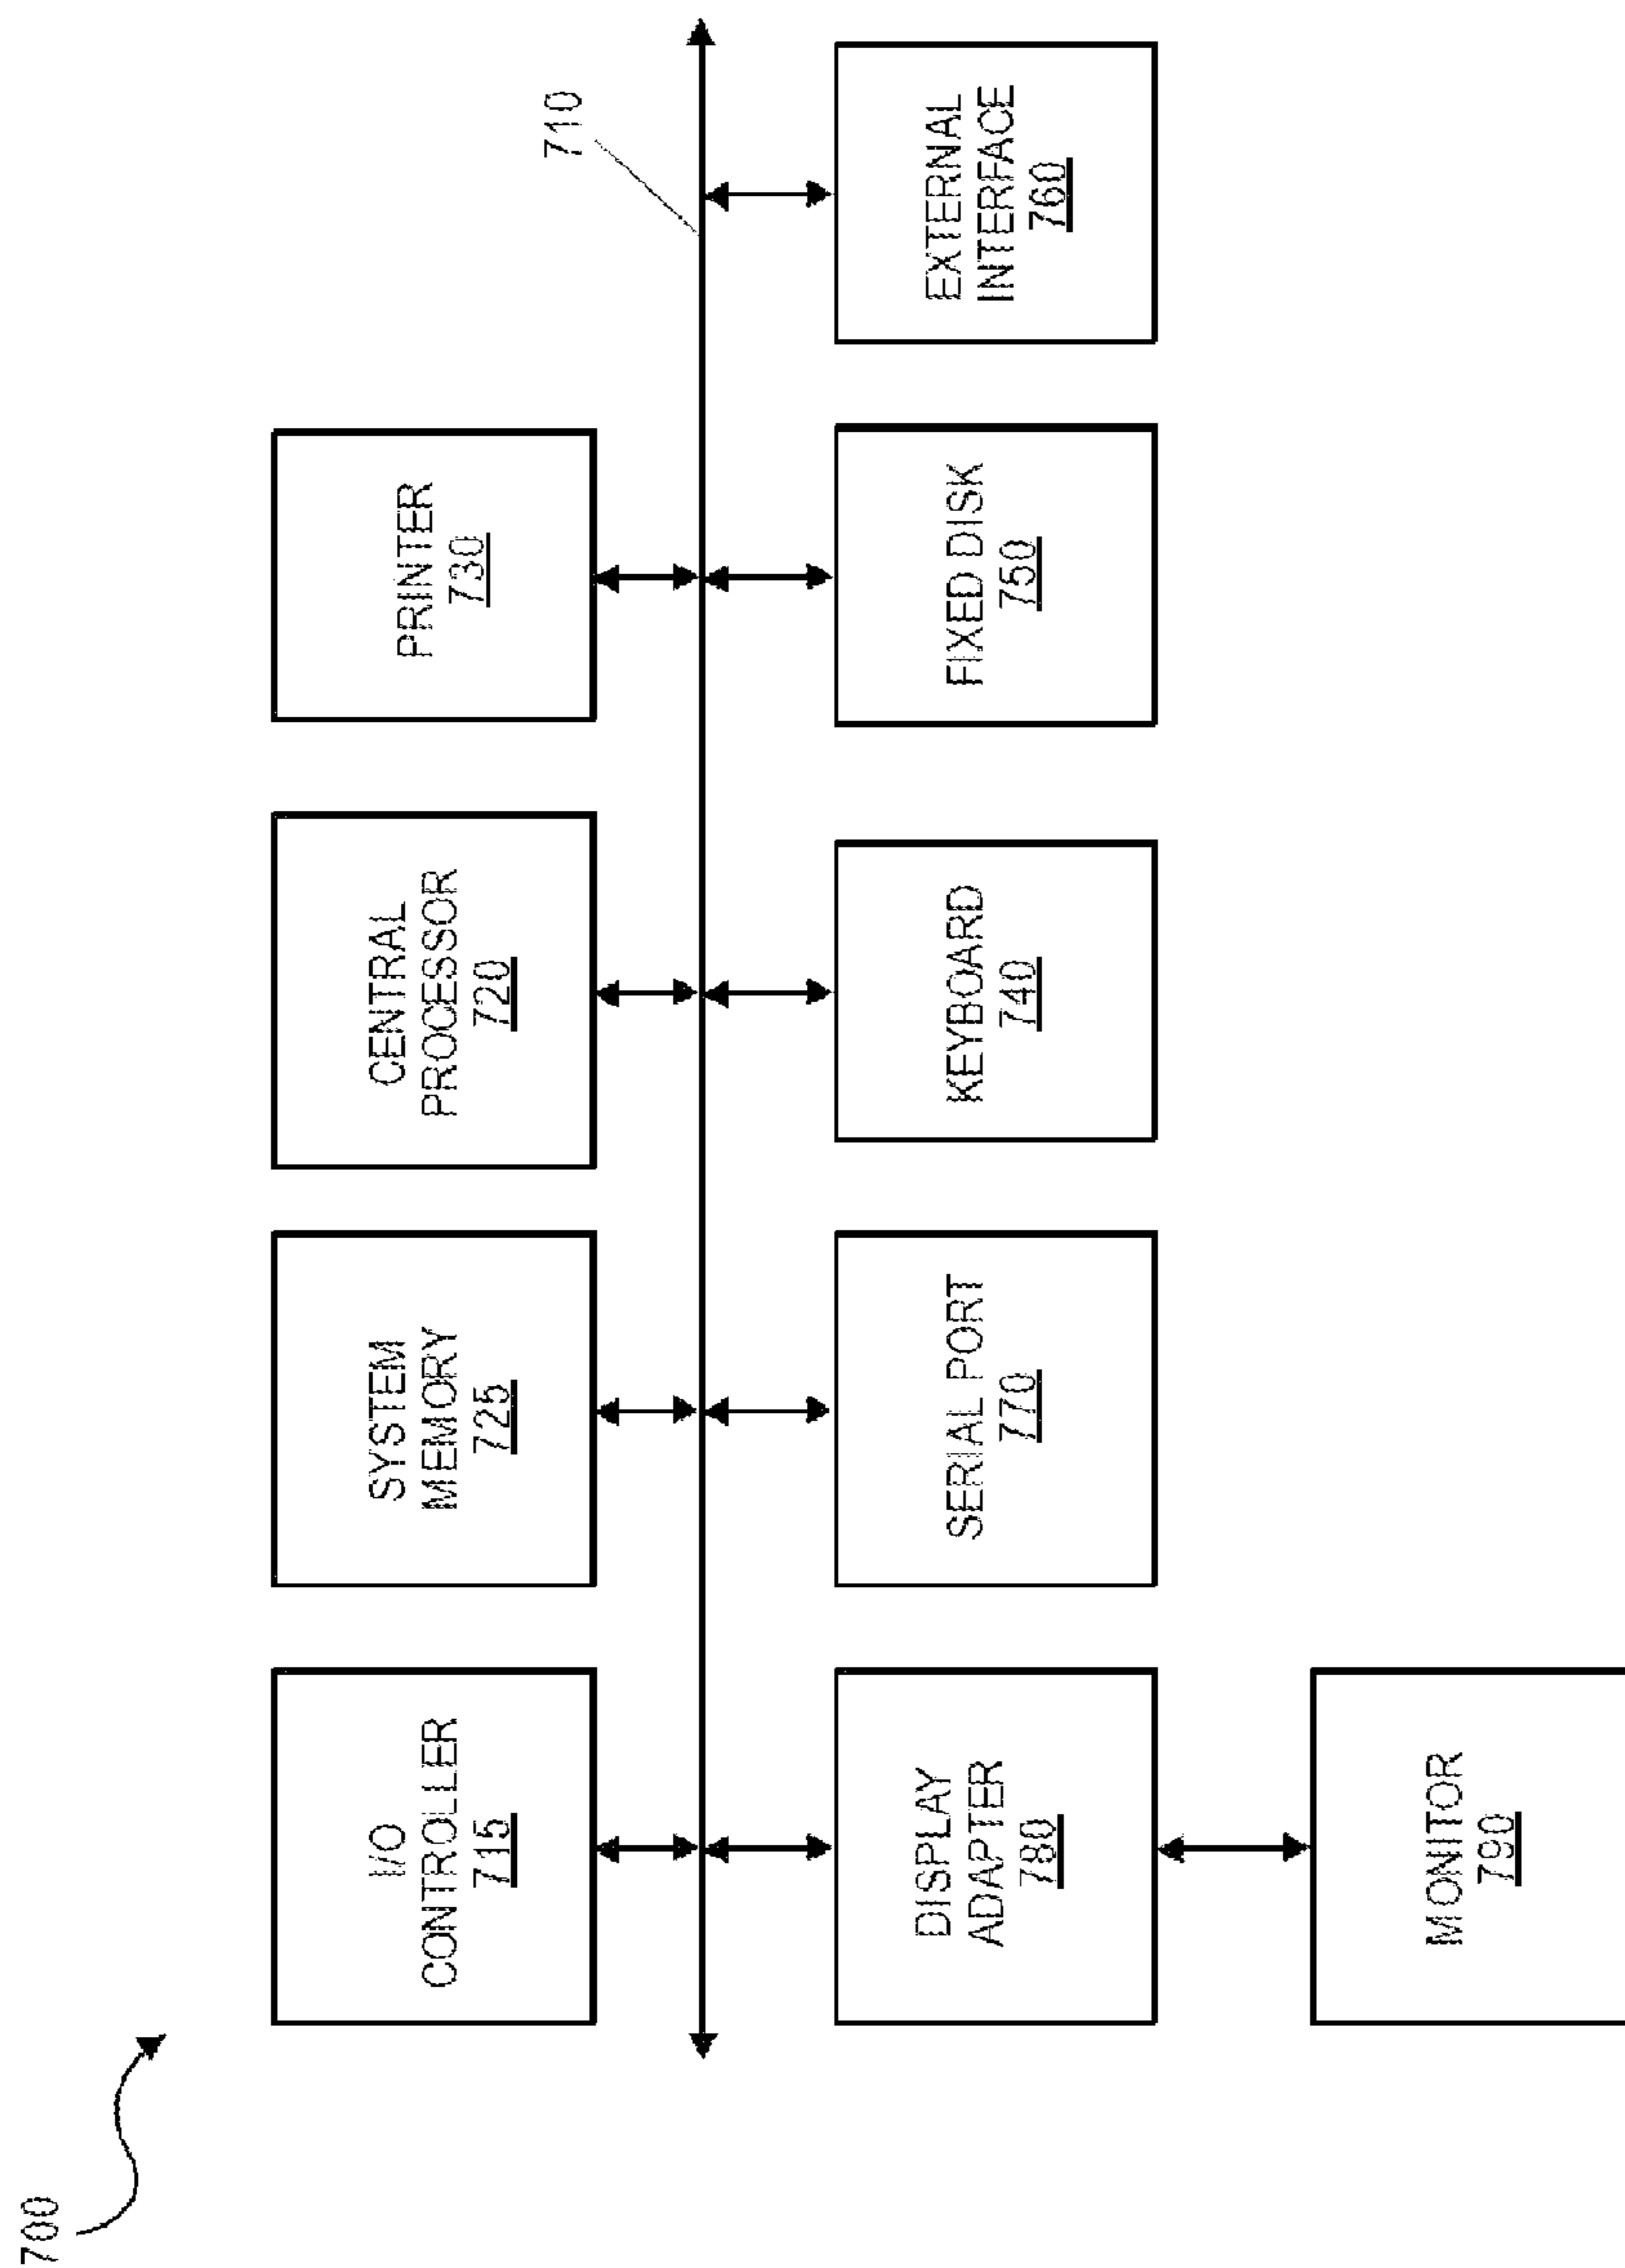 700
I/O
CONTROLLER
715
SYSTEM
MEMORY
725
CENTRAL
PROCESSOR
720
PRINTER
730
710
DISPLAY
ADAPTER
780
SERIAL PORT
770
KEYBOARD
740
FIXED DISK
750
EXTERNAL
INTERFACE
760
MONITOR
790